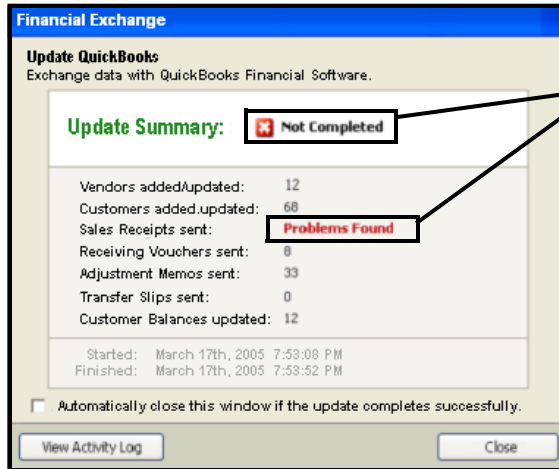 Financial Exchange
Update QuickBooks
Exchange data with QuickBooks Financial Software.
Update Summary: Not Completed
Vendors added/updated: 12
Customers added.updated: 68
Sales Receipts sent: Problems Found
Receiving Vouchers sent: 8
Adjustment Memos sent: 33
Transfer Slips sent: 0
Customer Balances updated: 12
Started: March 17th, 2005 7:53:08 PM
Finished: March 17th, 2005 7:53:52 PM
Automatically close this window if the update completes successfully.
View Activity Log Close